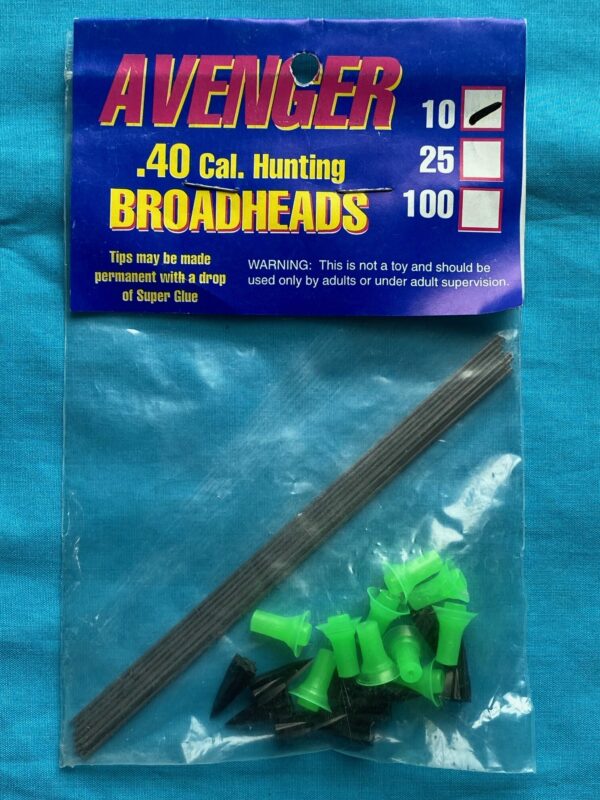 AVENGER
.40 Cal. Hunting
BROADHEADS
10
25
100
Tips may be made
permanent with a drop
of Super Glue
WARNING: This is not a toy and should be
used only by adults or under adult supervision.